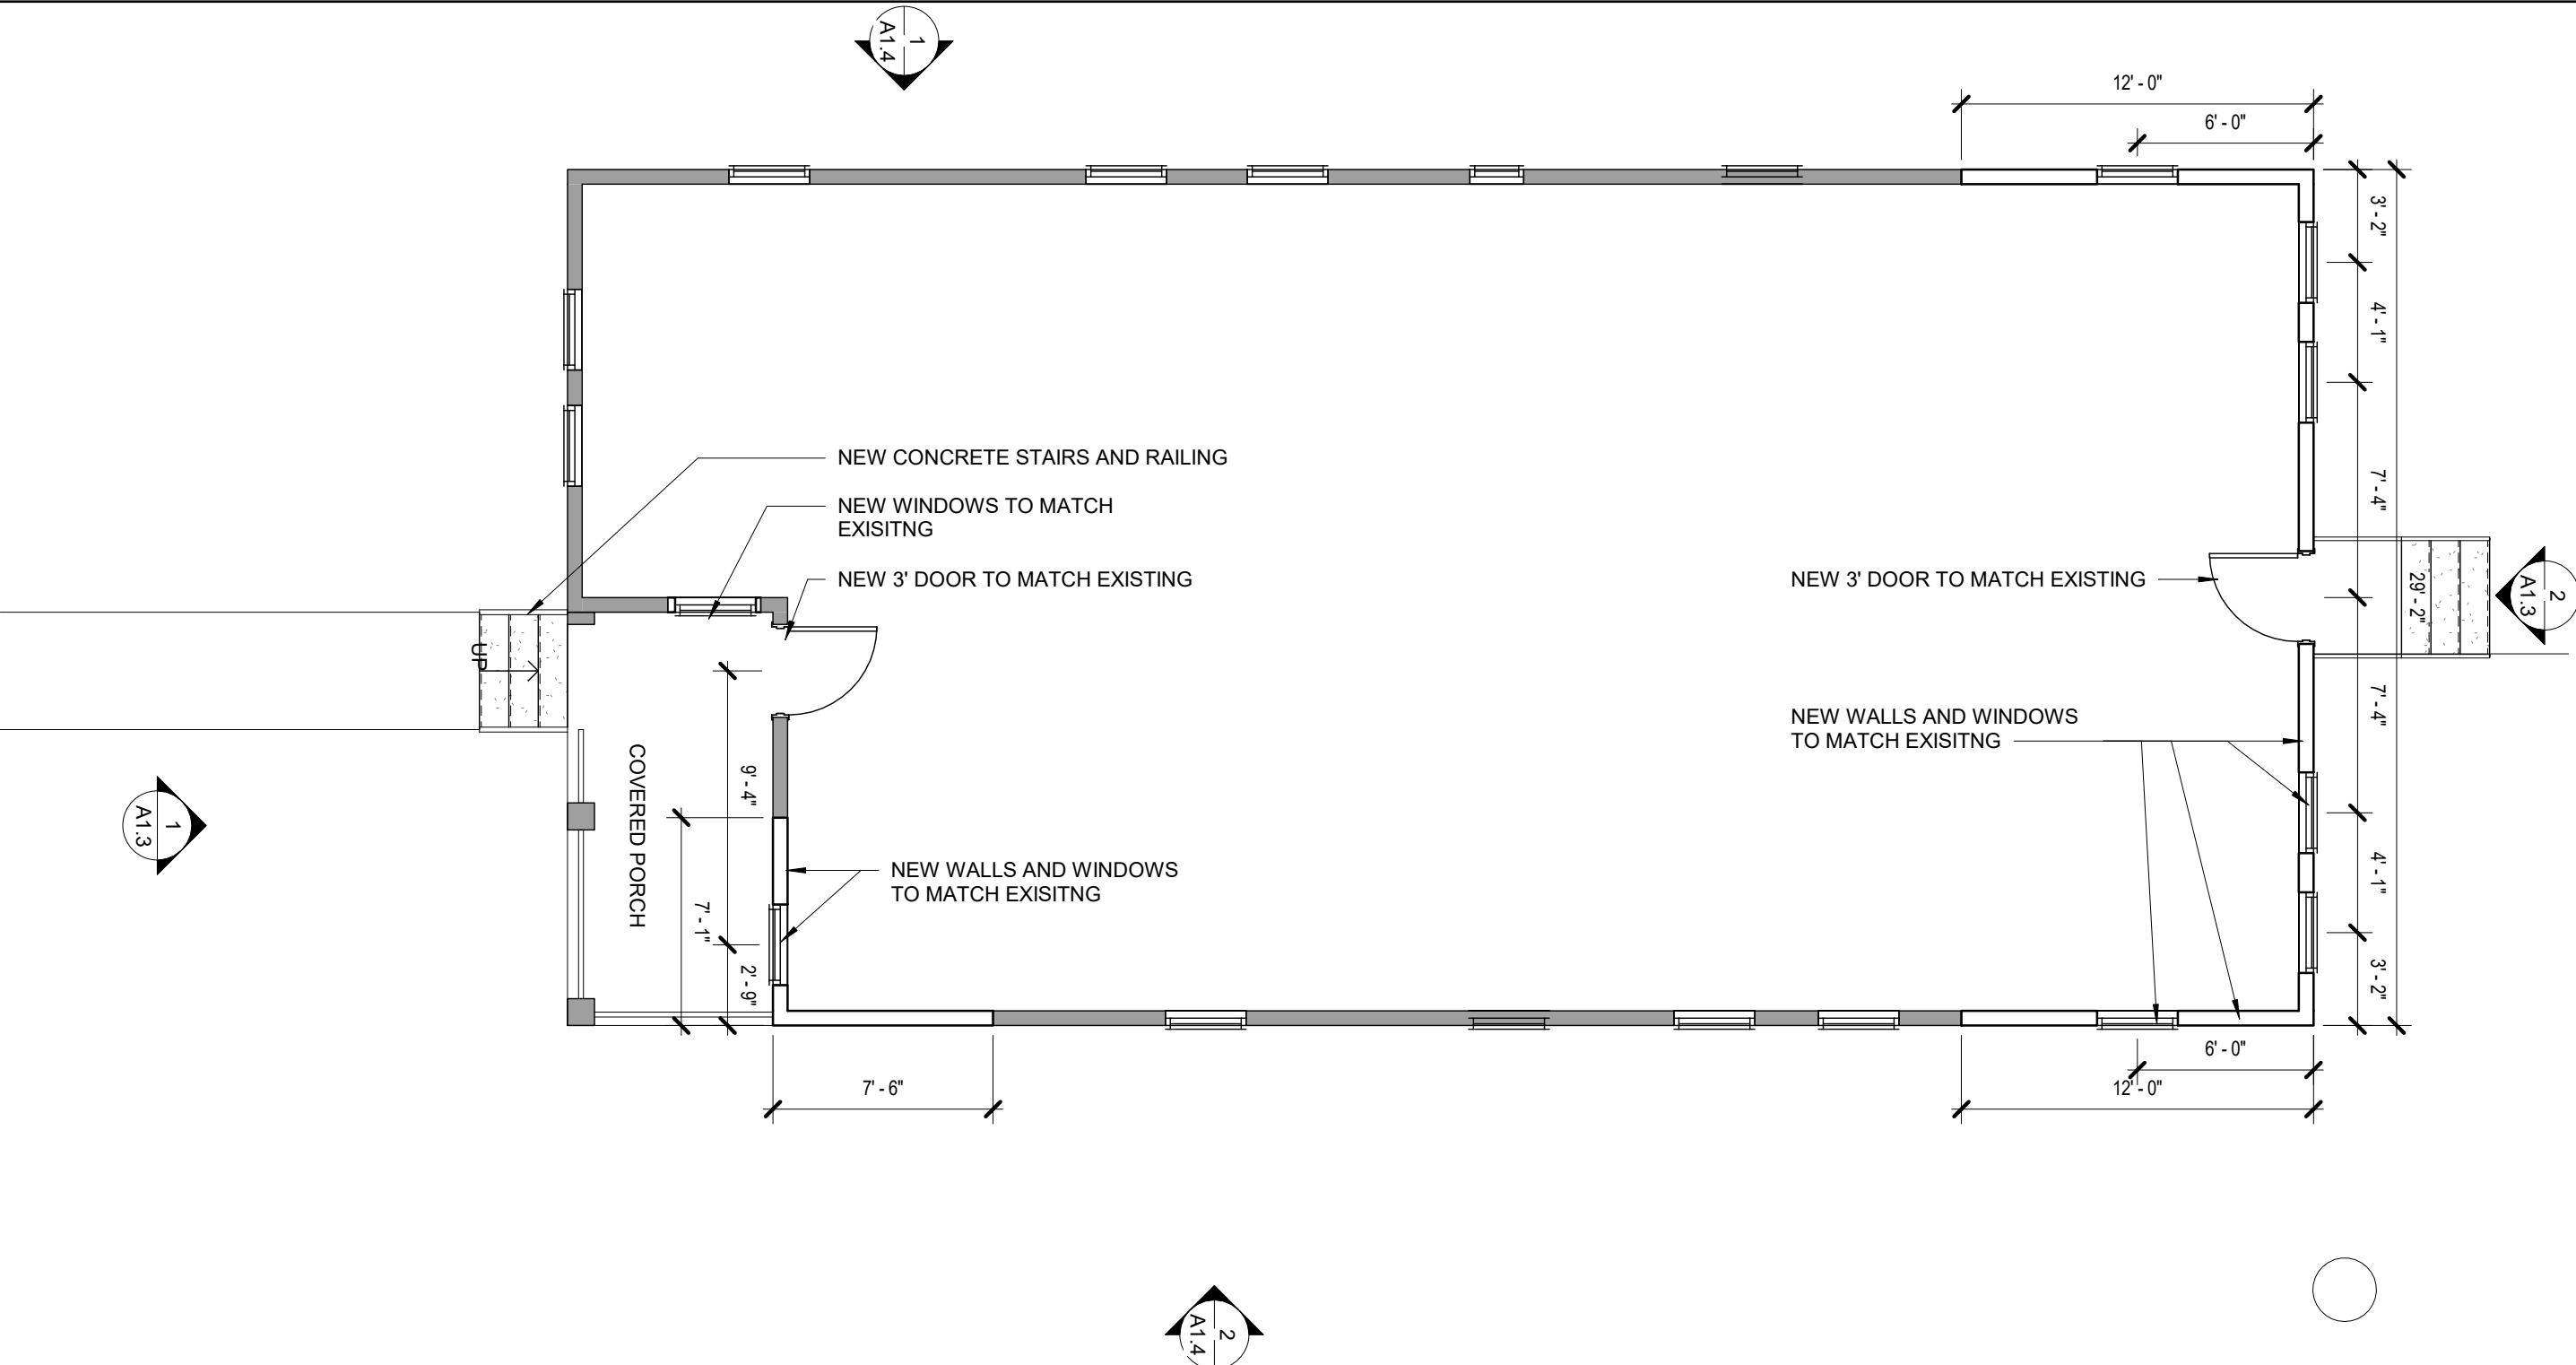 1
A1.4
12' - 0"
6' - 0"
3' - 2"
4' - 1"
7' - 4"
29' - 2"
2
A1.3
7' - 4"
4' - 1"
3' - 2"
NEW CONCRETE STAIRS AND RAILING
NEW WINDOWS TO MATCH
EXISITNG
NEW 3' DOOR TO MATCH EXISTING
NEW 3' DOOR TO MATCH EXISTING
UP
NEW WALLS AND WINDOWS
TO MATCH EXISITNG
COVERED PORCH
9' - 4"
7' - 1"
2' - 9"
1
A1.3
NEW WALLS AND WINDOWS
TO MATCH EXISITNG
7' - 6"
6' - 0"
12' - 0"
2
A1.4